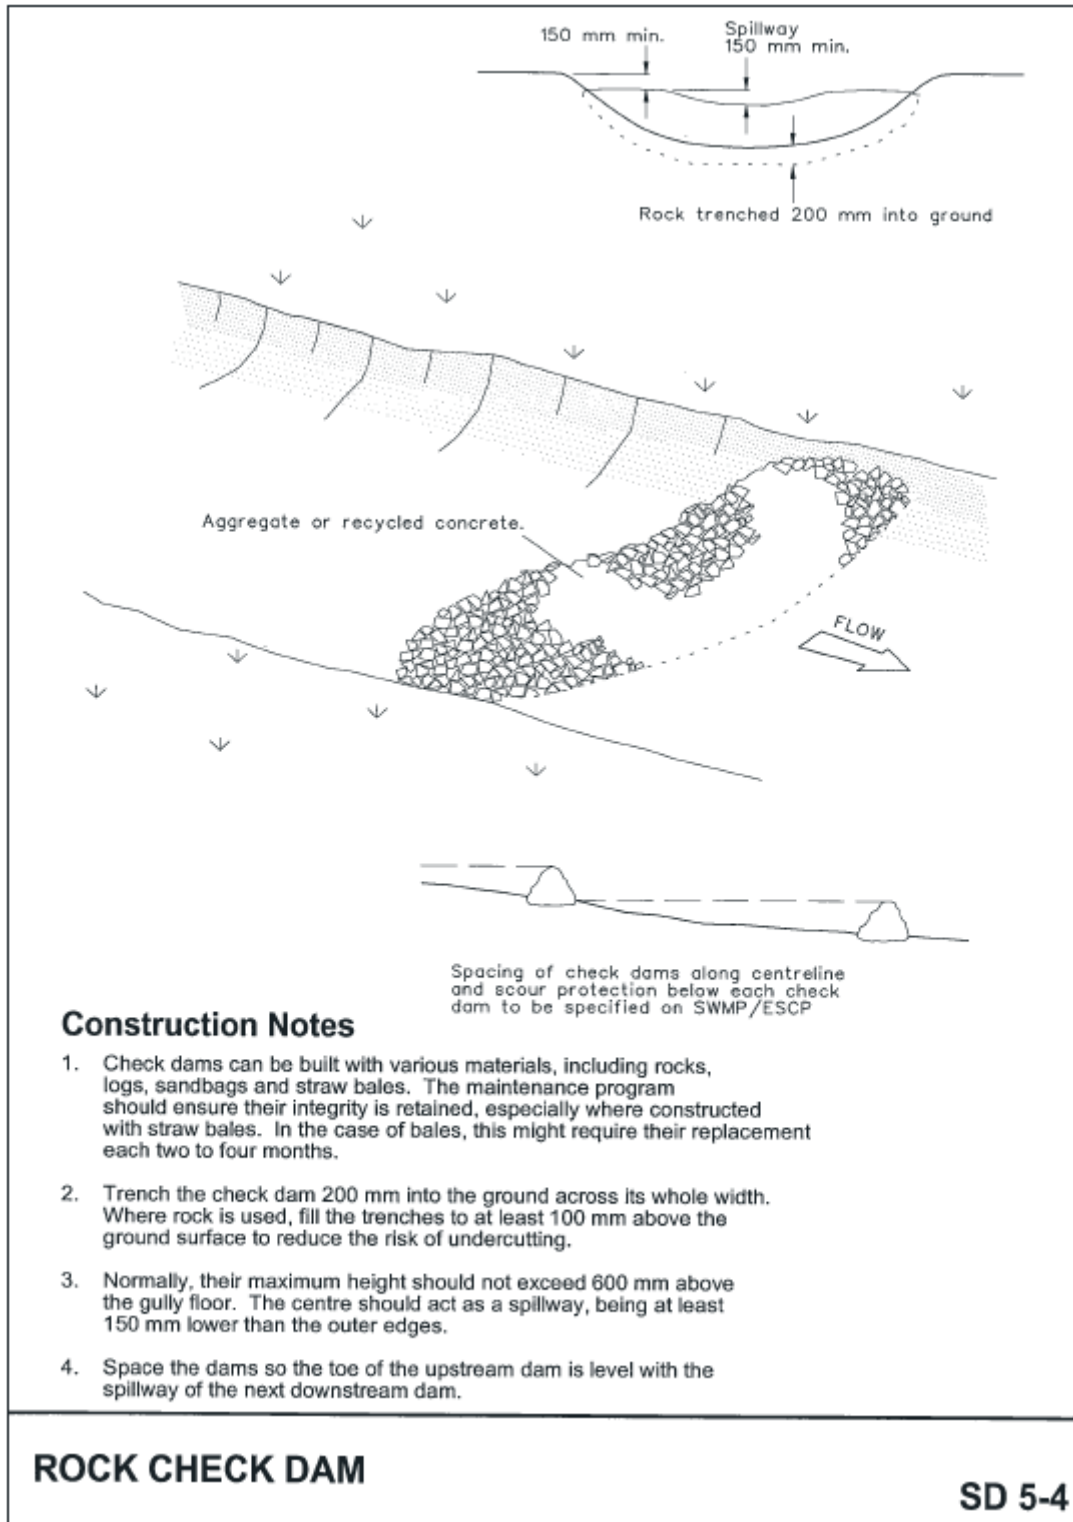 150 mm min.
Spillway
150 mm min.
Rock trenched 200 mm into ground
Aggregate or recycled concrete.
FLOW
Spacing of check dams along centreline
and scour protection below each check
dam to be specified on SWMP/ESCP
Construction Notes
1. Check dams can be built with various materials, including rocks,
logs, sandbags and straw bales. The maintenance program
should ensure their integrity is retained, especially where constructed
with straw bales. In the case of bales, this might require their replacement
each two to four months.
2. Trench the check dam 200 mm into the ground across its whole width.
Where rock is used, fill the trenches to at least 100 mm above the
ground surface to reduce the risk of undercutting.
3. Normally, their maximum height should not exceed 600 mm above
the gully floor. The centre should act as a spillway, being at least
150 mm lower than the outer edges.
4. Space the dams so the toe of the upstream dam is level with the
spillway of the next downstream dam.
ROCK CHECK DAM
SD 5-4